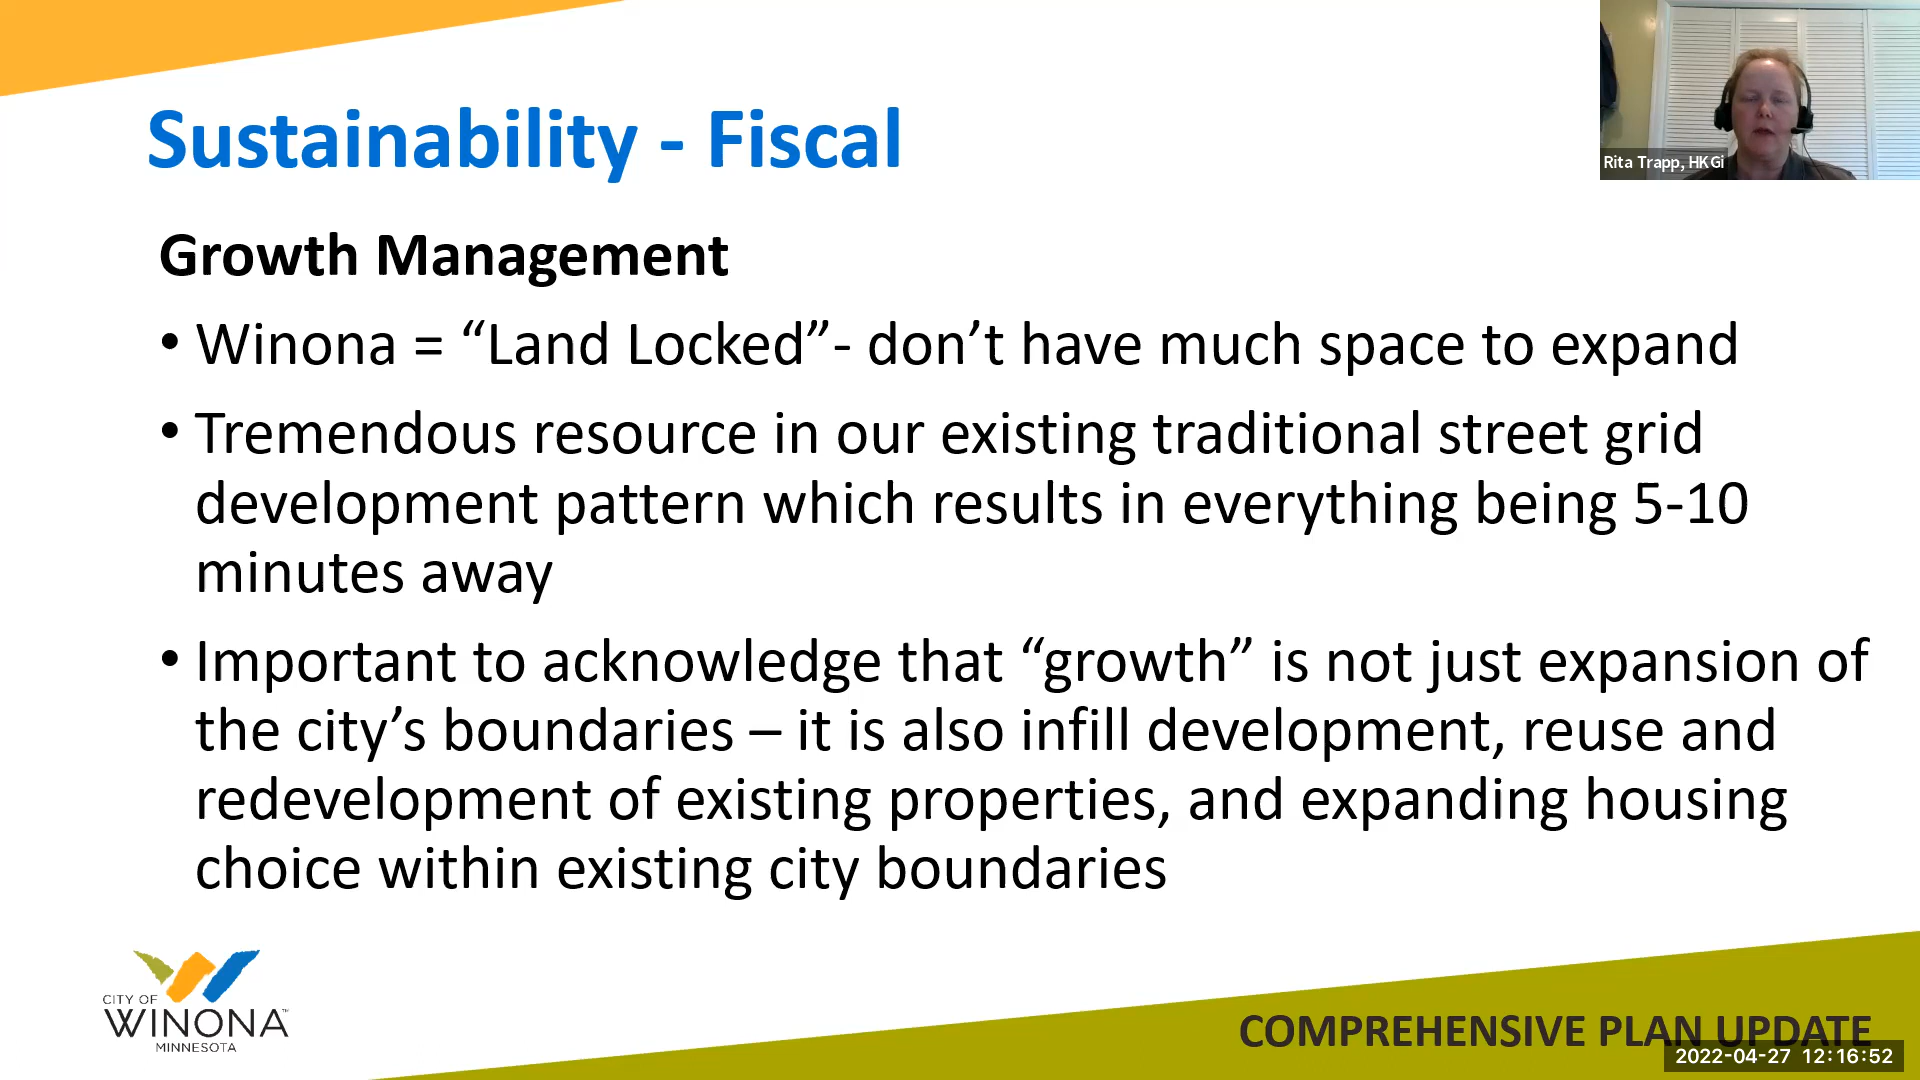 Sustainability - Fiscal
Rita Trapp, HKGi
Growth Management
• Winona = “Land Locked”- don’t have much space to expand
• Tremendous resource in our existing traditional street grid
development pattern which results in everything being 5-10
minutes away
• Important to acknowledge that “growth” is not just expansion of
the city’s boundaries – it is also infill development, reuse and
redevelopment of existing properties, and expanding housing
choice within existing city boundaries
CITY OF
WINONA™
MINNESOTA
COMPREHENSIVE PLAN UPDATE
2022-04-27 12:16:52